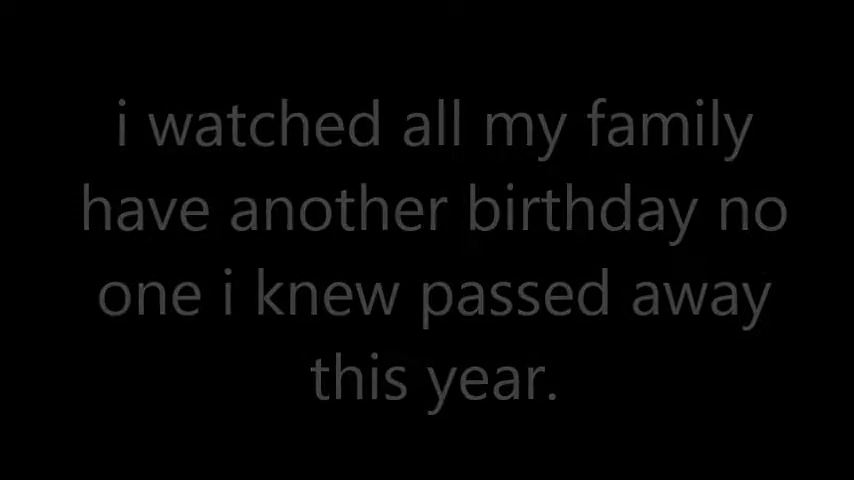 i watched all my family
have another birthday no
one i knew passed away
this year.